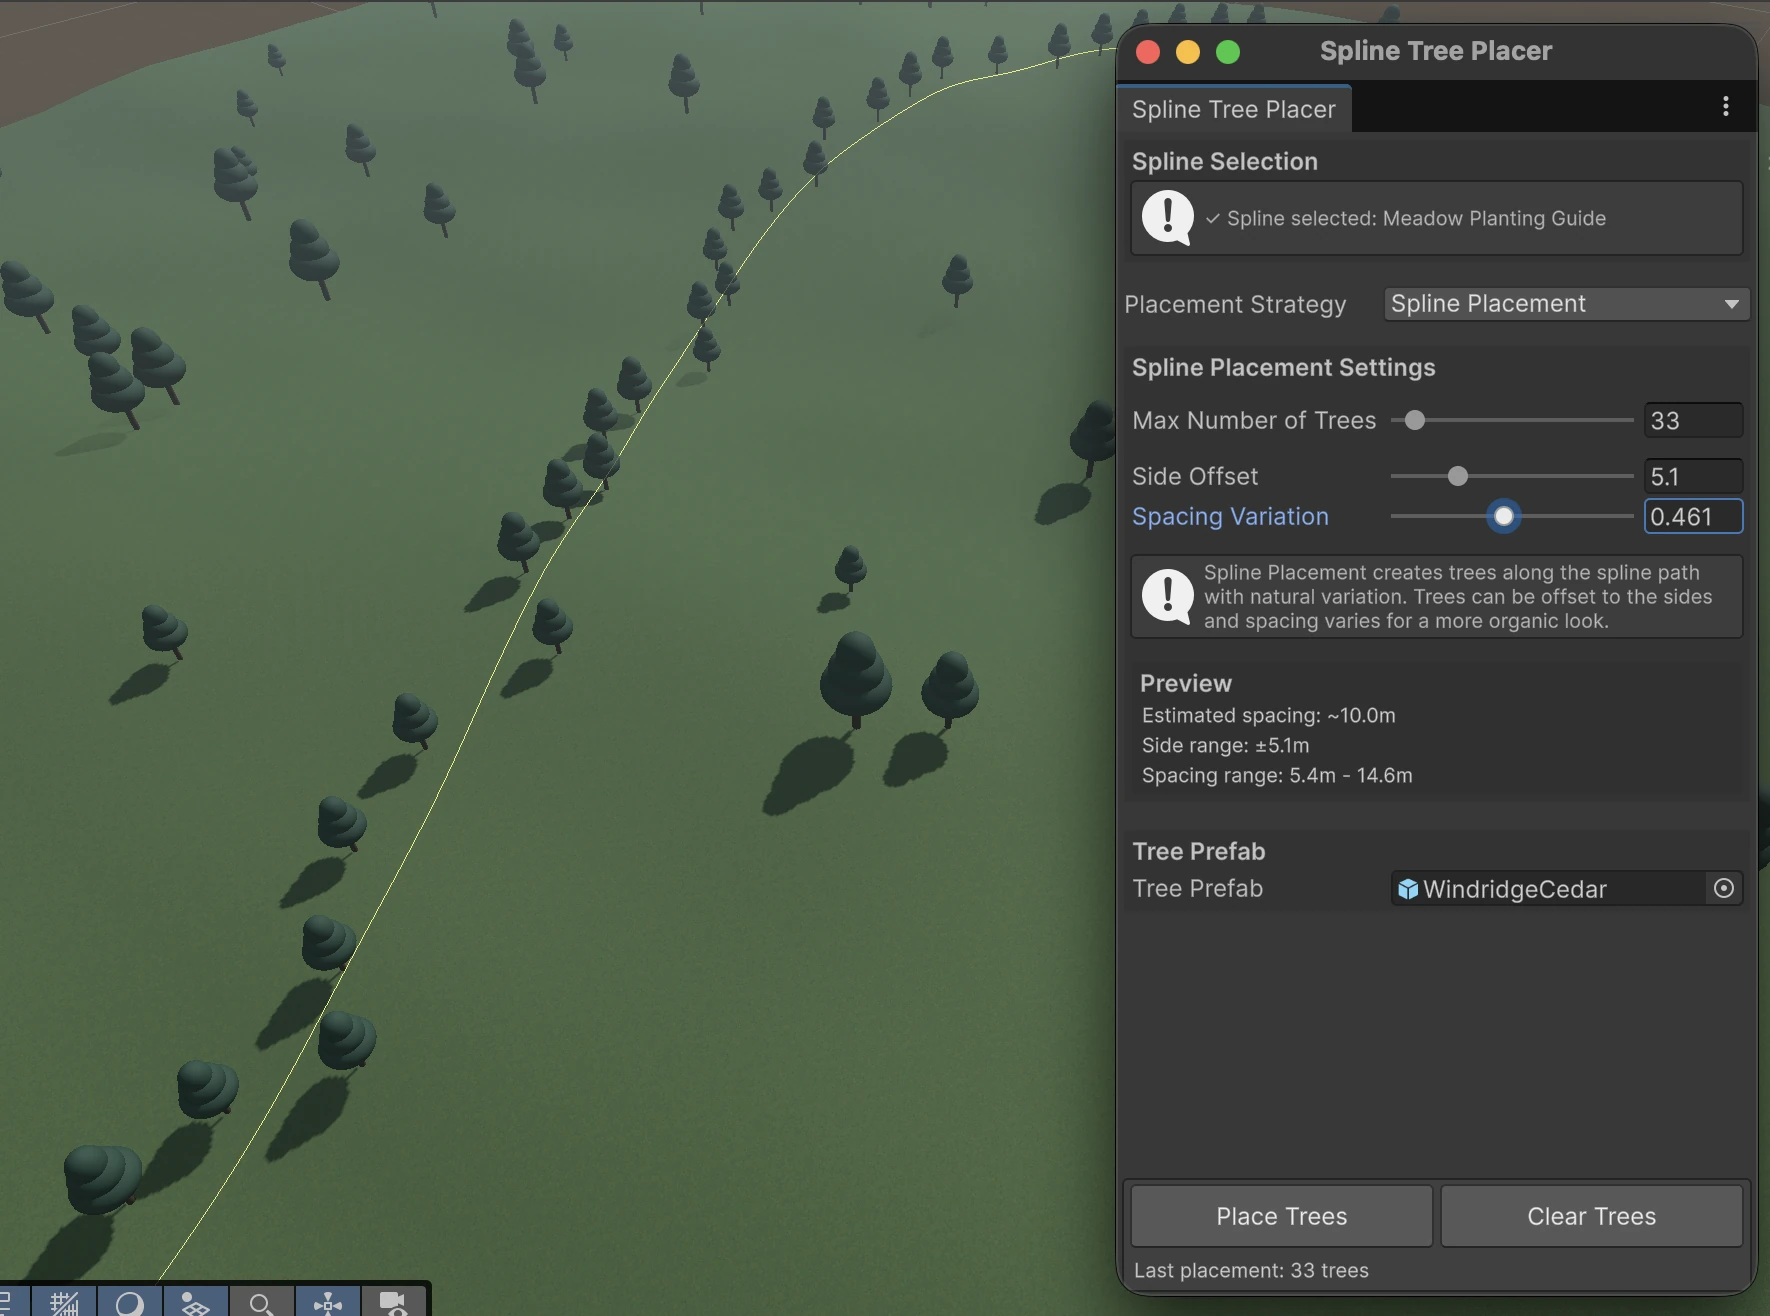 Spline Tree Placer
Spline Tree Placer
Spline Selection
✓ Spline selected: Meadow Planting Guide
Placement Strategy Spline Placement
Spline Placement Settings
Max Number of Trees 33
Side Offset 5.1
Spacing Variation 0.461
Spline Placement creates trees along the spline path
with natural variation. Trees can be offset to the sides
and spacing varies for a more organic look.
Preview
Estimated spacing: ~10.0m
Side range: ±5.1m
Spacing range: 5.4m - 14.6m
Tree Prefab
Tree Prefab WindridgeCedar
Place Trees Clear Trees
Last placement: 33 trees